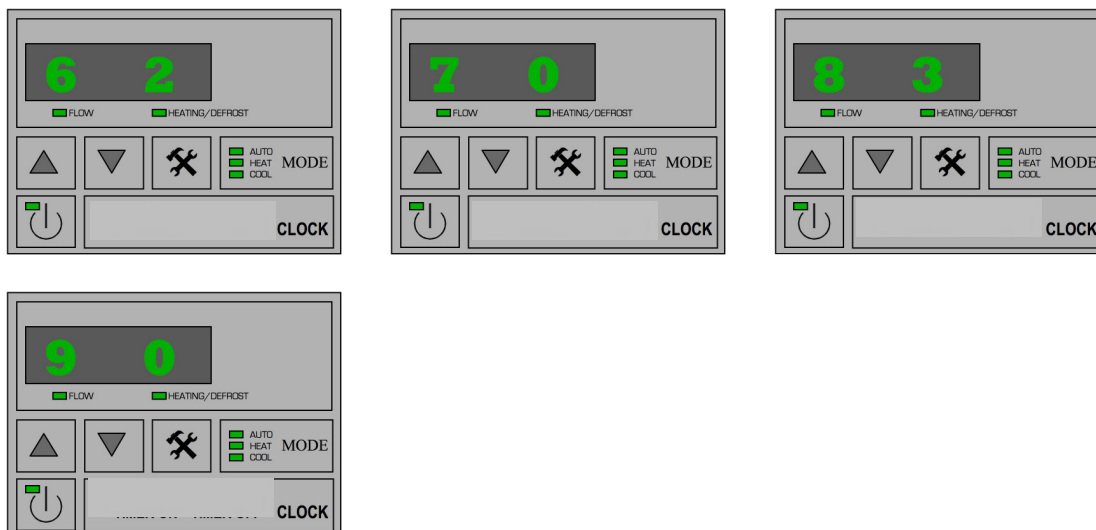 6 2
FLOW HEATING/DEFROST
AUTO
HEAT MODE
COOL
CLOCK
7 0
FLOW HEATING/DEFROST
AUTO
HEAT MODE
COOL
CLOCK
8 3
FLOW HEATING/DEFROST
AUTO
HEAT MODE
COOL
CLOCK
9 0
FLOW HEATING/DEFROST
AUTO
HEAT MODE
COOL
CLOCK